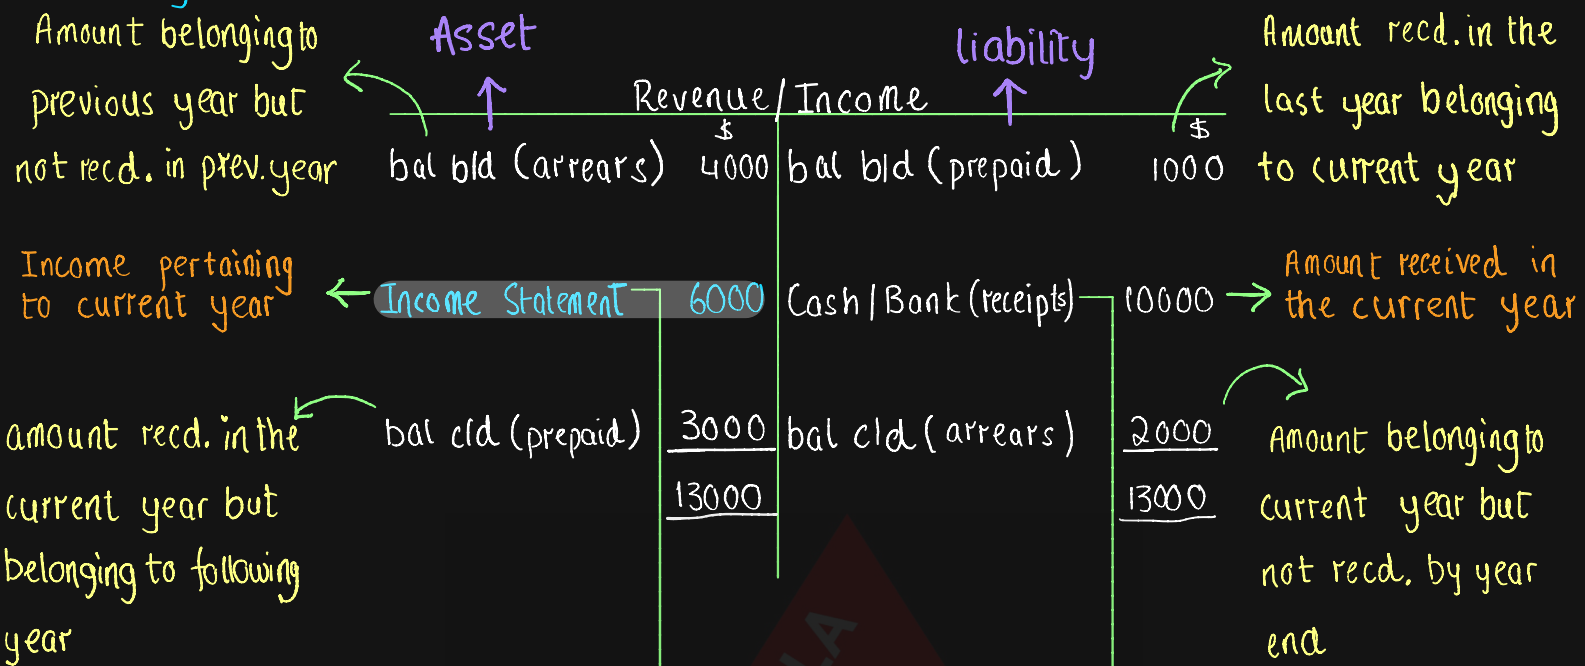 Amount belonging to
previous year but
not recd. in prev. year
Asset
liability
Amount recd. in the
last year belonging
to current year
Revenue/Income
$
$
bal b/d (arrears) 4000
bal b/d (prepaid) 1000
Income pertaining
to current year
Income Statement 6000
Cash/Bank (receipts) 10000
Amount received in
the current year
amount recd. in the
current year but
belonging to following
year
bal c/d (prepaid) 3000
bal c/d (arrears) 2000
13000
13000
Amount belonging to
current year but
not recd. by year
end
LA